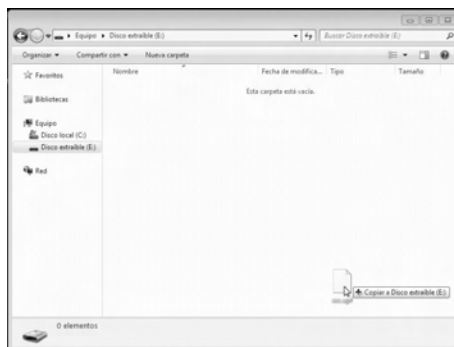 Equipo ▸ Disco extraíble (E:)
Buscar Disco extraíble (E:)
Organizar
Compartir con
Nueva carpeta
Nombre
Fecha de modifica...
Tipo
Tamaño
Esta carpeta está vacía.
Favoritos
Bibliotecas
Equipo
Disco local (C:)
Disco extraíble (E:)
Red
Copiar a Disco extraíble (E:)
0 elementos